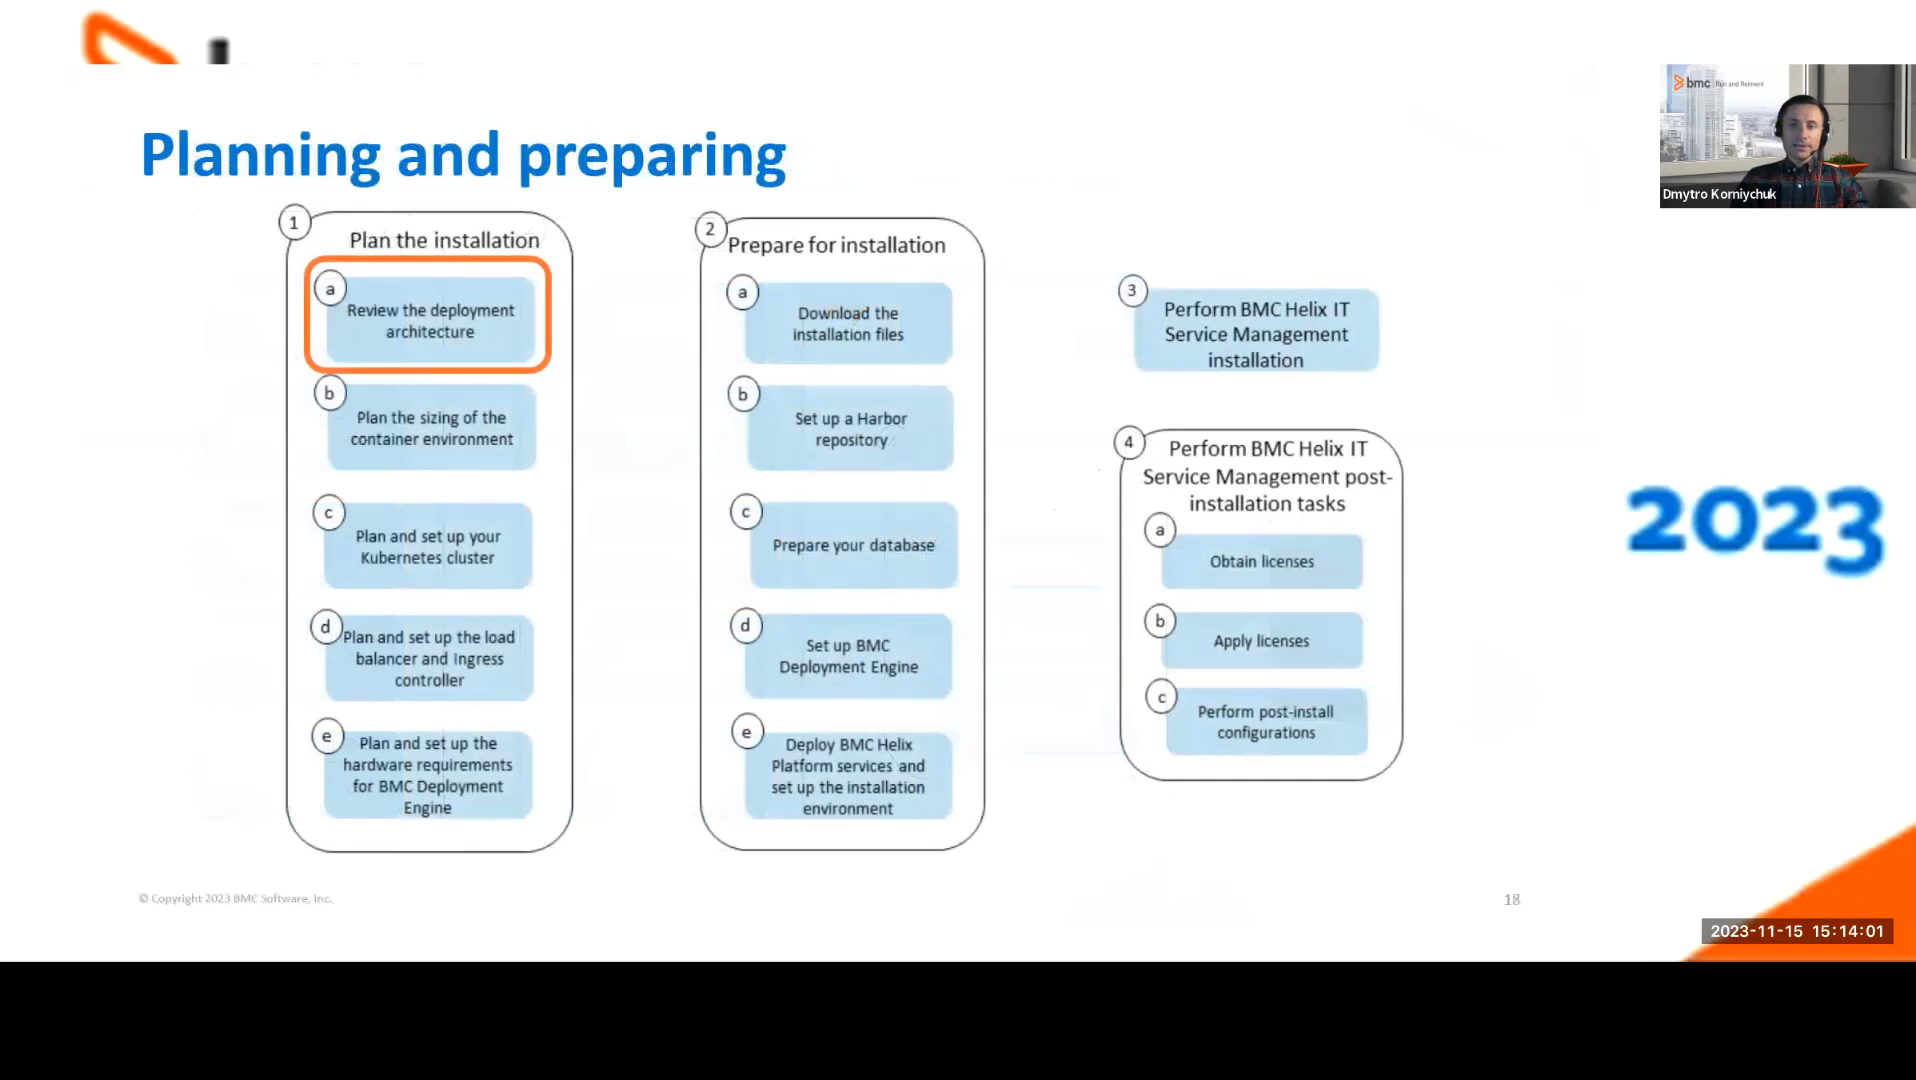 bmc Run and Reinvent
Dmytro Korniychuk
Planning and preparing
1
Plan the installation
a
Review the deployment
architecture
b
Plan the sizing of the
container environment
c
Plan and set up your
Kubernetes cluster
d
Plan and set up the load
balancer and Ingress
controller
e
Plan and set up the
hardware requirements
for BMC Deployment
Engine
2
Prepare for installation
a
Download the
installation files
b
Set up a Harbor
repository
c
Prepare your database
d
Set up BMC
Deployment Engine
e
Deploy BMC Helix
Platform services and
set up the installation
environment
3
Perform BMC Helix IT
Service Management
installation
4
Perform BMC Helix IT
Service Management post-
installation tasks
a
Obtain licenses
b
Apply licenses
c
Perform post-install
configurations
2023
© Copyright 2023 BMC Software, Inc.
18
2023-11-15 15:14:01